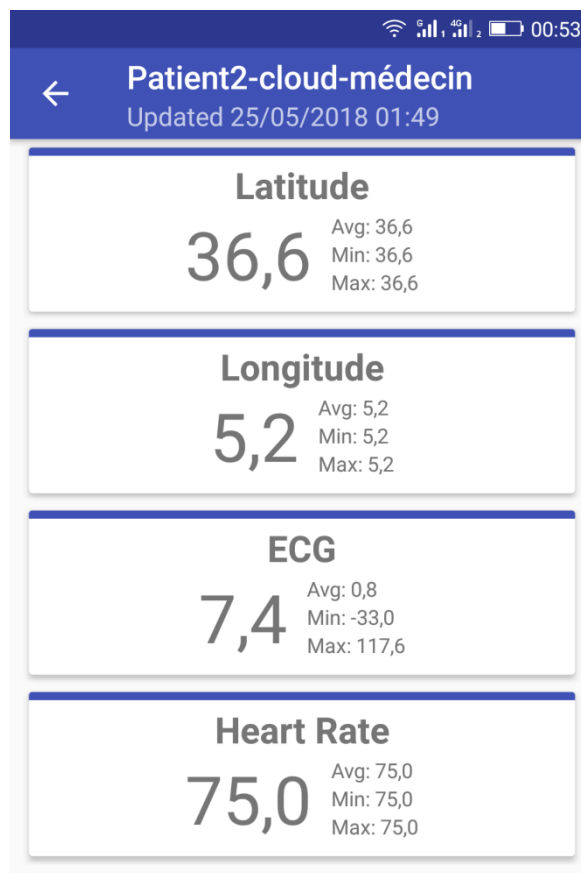 G 1 4G 2 00:53
Patient2-cloud-médecin
Updated 25/05/2018 01:49
Latitude
36,6
Avg: 36,6
Min: 36,6
Max: 36,6
Longitude
5,2
Avg: 5,2
Min: 5,2
Max: 5,2
ECG
7,4
Avg: 0,8
Min: -33,0
Max: 117,6
Heart Rate
75,0
Avg: 75,0
Min: 75,0
Max: 75,0